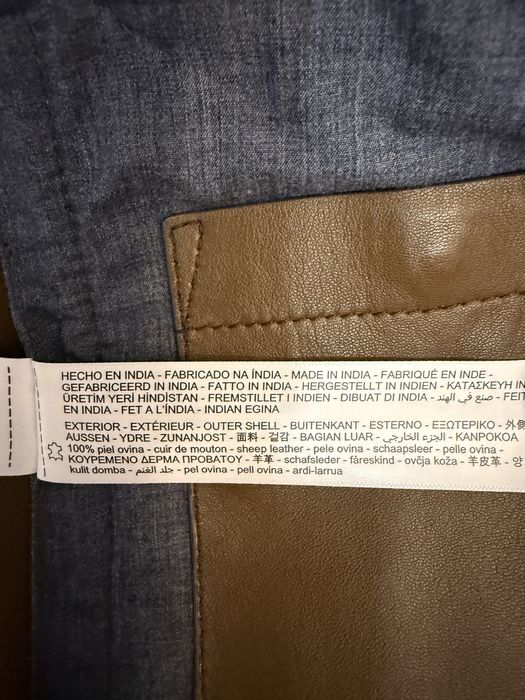 HECHO EN INDIA - FABRICADO NA ÍNDIA - MADE IN INDIA - FABRIQUÉ EN INDE -
GEFABRICEERD IN INDIA - FATTO IN INDIA - HERGESTELLT IN INDIEN - ΚΑΤΑΣΚΕΥΗ ΙΝ
ÜRETİM YERİ HİNDİSTAN - FREMSTILLET I INDIEN - DIBUAT DI INDIA - صنع في الهند - FEIT
EN INDIA - FET A L'ÍNDIA - INDIAN EGINA
EXTERIOR - EXTÉRIEUR - OUTER SHELL - BUITENKANT - ESTERNO - ΕΞΩΤΕΡΙΚΟ - 外側
AUSSEN - YDRE - ZUNANJOST - 面料 - 겉감 - BAGIAN LUAR - الجزء الخارجي - KANPOKOA
100% piel ovina - cuir de mouton - sheep leather - pele ovina - schaapsleer - pelle ovina -
ΚΟΥΡΕΜΕΝΟ ΔΕΡΜΑ ΠΡΟΒΑΤΟΥ - 羊革 - schafsleder - fåreskind - ovčja koža - 羊皮革 - 양
kulit domba - جلد الغنم - pel ovina - pell ovina - ardi-larrua